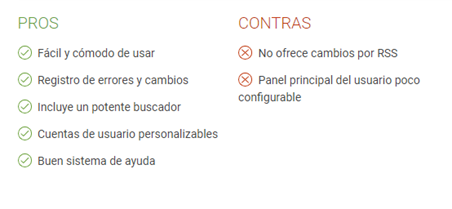 PROS
Fácil y cómodo de usar
Registro de errores y cambios
Incluye un potente buscador
Cuentas de usuario personalizables
Buen sistema de ayuda
CONTRAS
No ofrece cambios por RSS
Panel principal del usuario poco
configurable